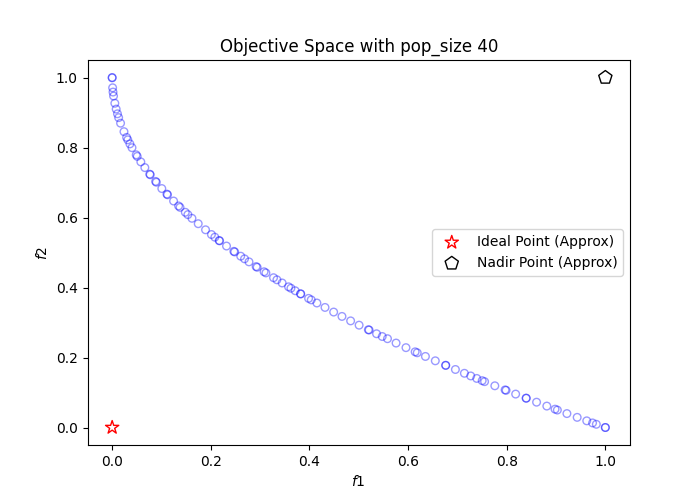 Objective Space with pop_size 40
1.0
0.8
0.6
0.4
0.2
0.0
f2
Ideal Point (Approx)
Nadir Point (Approx)
0.0 0.2 0.4 0.6 0.8 1.0
f1